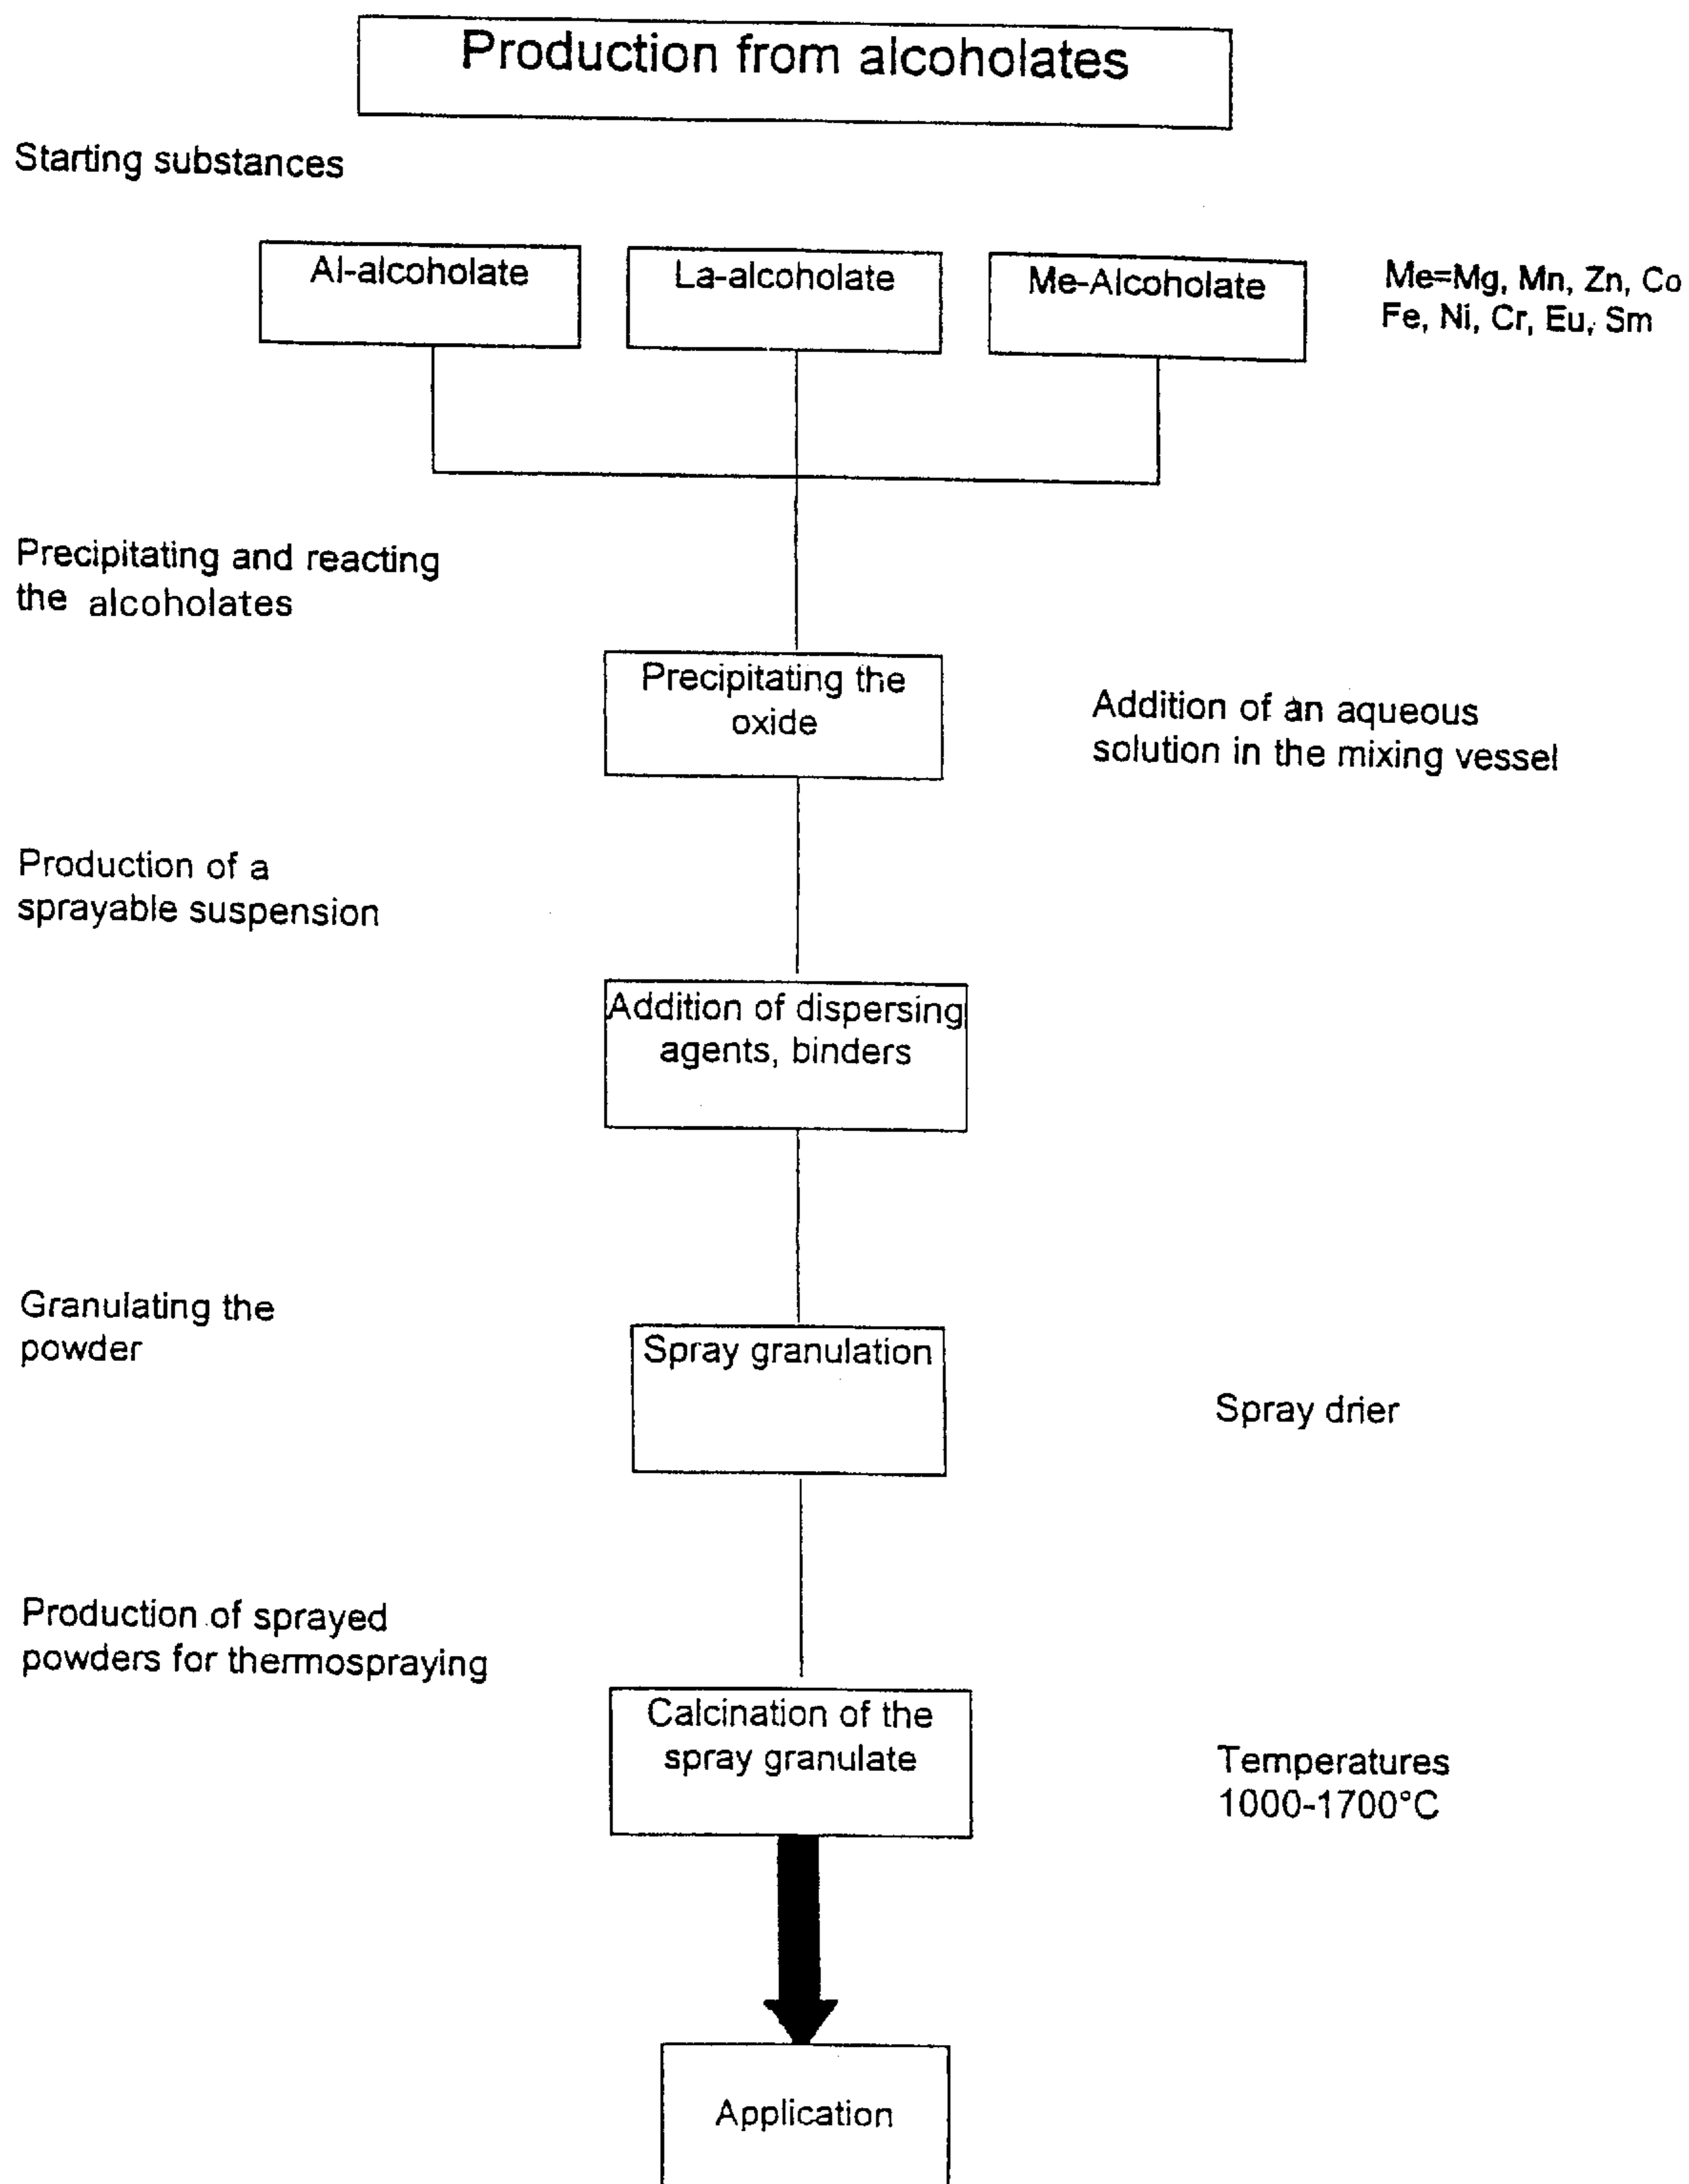 Production from alcoholates
Starting substances
Al-alcoholate
La-alcoholate
Me-Alcoholate
Me=Mg, Mn, Zn, Co
Fe, Ni, Cr, Eu, Sm
Precipitating and reacting
the alcoholates
Precipitating the
oxide
Addition of an aqueous
solution in the mixing vessel
Production of a
sprayable suspension
Addition of dispersing
agents, binders
Granulating the
powder
Spray granulation
Spray drier
Production of sprayed
powders for thermospraying
Calcination of the
spray granulate
Temperatures
1000-1700°C
Application